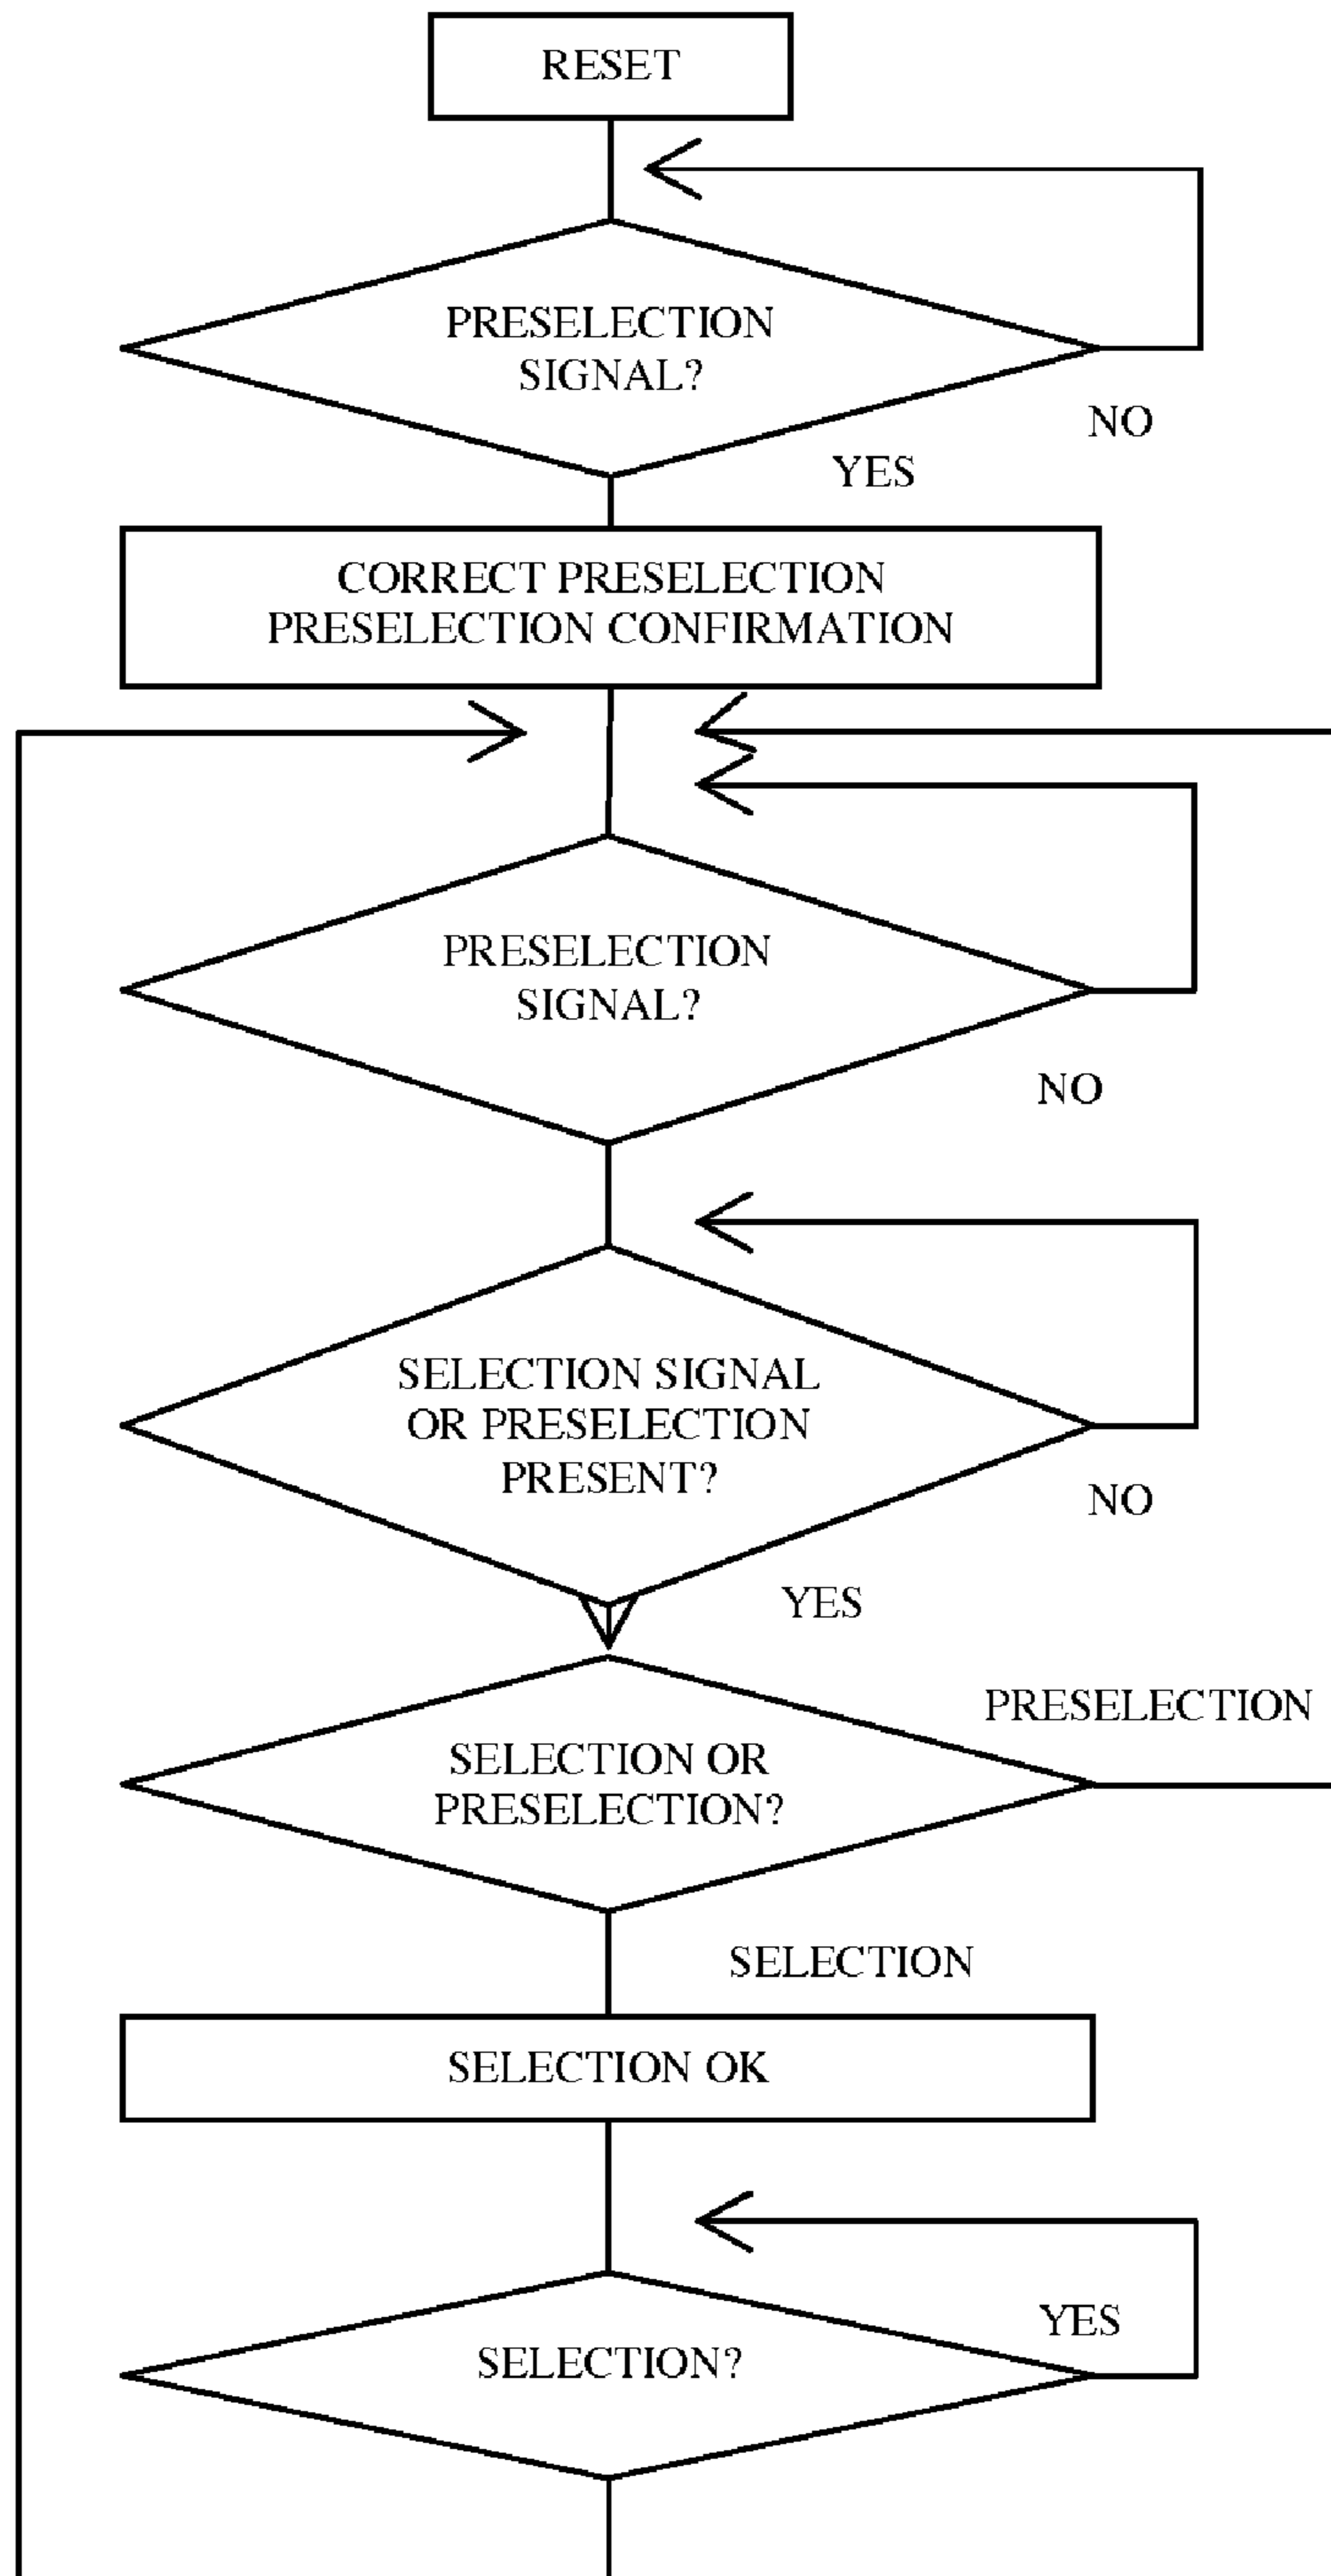 RESET
PRESELECTION
SIGNAL?
NO
YES
CORRECT PRESELECTION
PRESELECTION CONFIRMATION
PRESELECTION
SIGNAL?
NO
SELECTION SIGNAL
OR PRESELECTION
PRESENT?
NO
YES
PRESELECTION
SELECTION OR
PRESELECTION?
SELECTION
SELECTION OK
YES
SELECTION?